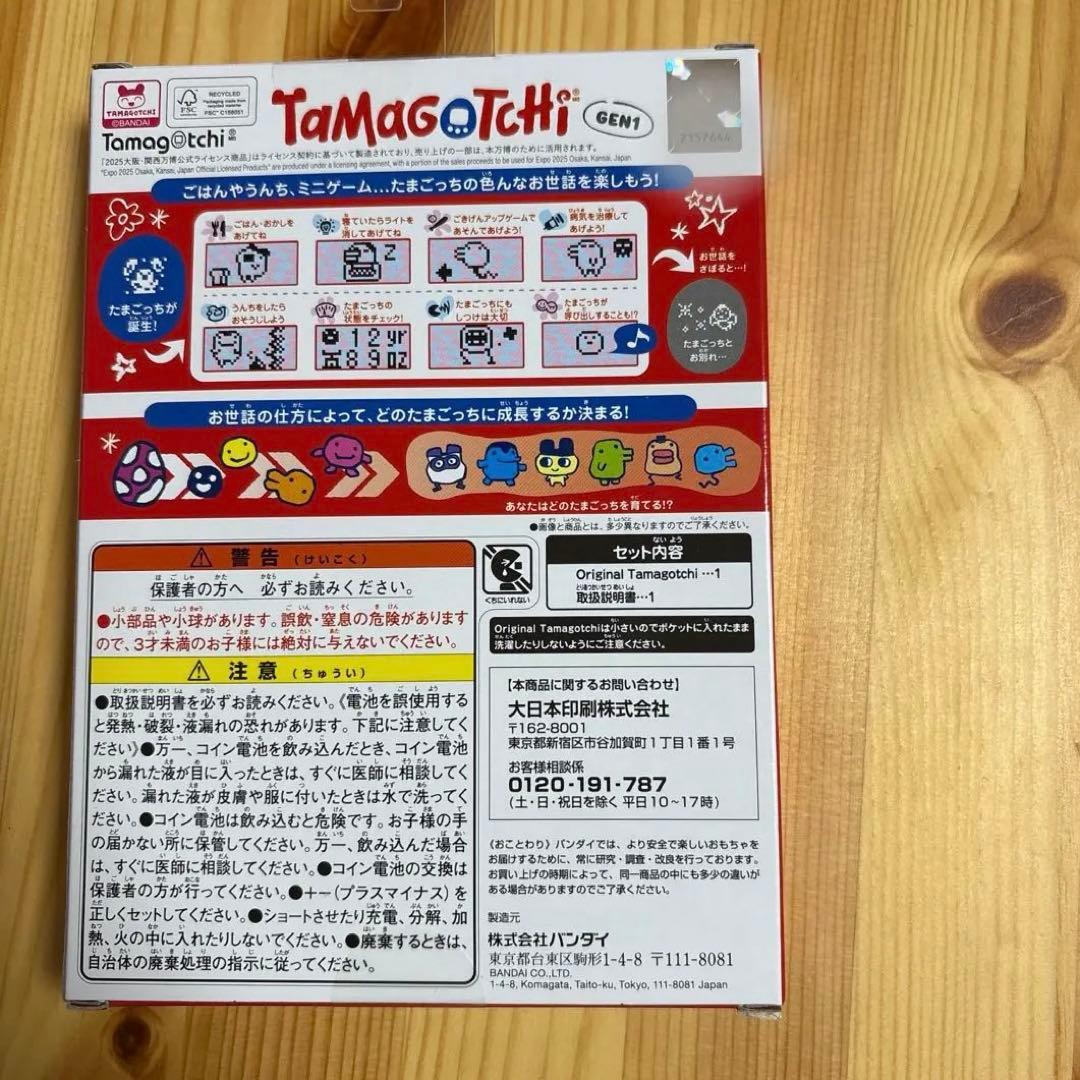 TAMAGOTCHI
©BANDAI
FSC
RECYCLED
Packaging made from recycled material
FSC® C158051
Tamagotchi
TAMAGOTCHI
GEN1
「2025大阪・関西万博公式ライセンス商品」はライセンス契約に基づいて製造されており、売り上げの一部は、本万博のために活用されます。
"Expo 2025 Osaka, Kansai, Japan Official Licensed Products" are produced under a licensing agreement, with a portion of the sales proceeds to be used for Expo 2025 Osaka, Kansai, Japan
ごはんやうんち、ミニゲーム…たまごっちの色んなお世話を楽しもう!
たまごっちが
誕生!
ごはん・おかしを
あげてね
寝ていたらライトを
消してあげてね
ごきげんアップゲームで
あそんであげよう!
病気を治療して
あげよう!
お世話を
さぼると…!
うんちをしたら
おそうじしよう
たまごっちの
状態をチェック!
12yr
89oz
たまごっちにも
しつけは大切
たまごっちが
呼び出しすることも!?
たまごっちと
お別れ…
お世話の仕方によって、どのたまごっちに成長するか決まる!
あなたはどのたまごっちを育てる!?
●画像と商品とは、多少異なりますのでご了承ください。
警告(けいこく)
保護者の方へ 必ずお読みください。
●小部品や小球があります。誤飲・窒息の危険があります
ので、3才未満のお子様には絶対に与えないでください。
注意(ちゅうい)
●取扱説明書を必ずお読みください。《電池を誤使用する
と発熱・破裂・液漏れの恐れがあります。下記に注意してく
ださい》●万一、コイン電池を飲み込んだとき、コイン電池
から漏れた液が目に入ったときは、すぐに医師に相談してく
ださい。漏れた液が皮膚や服に付いたときは水で洗ってく
ださい。●コイン電池は飲み込むと危険です。お子様の手
の届かない所に保管してください。万一、飲み込んだ場合
は、すぐに医師に相談してください。●コイン電池の交換は
保護者の方が行ってください。●+-(プラスマイナス)を
正しくセットしてください。●ショートさせたり充電、分解、加
熱、火の中に入れたりしないでください。●廃棄するときは、
自治体の廃棄処理の指示に従ってください。
くちにいれない
セット内容
Original Tamagotchi …1
取扱説明書…1
Original Tamagotchiは小さいのでポケットに入れたまま
洗濯したりしないようにご注意ください。
【本商品に関するお問い合わせ】
大日本印刷株式会社
〒162-8001
東京都新宿区市谷加賀町1丁目1番1号
お客様相談係
0120-191-787
(土・日・祝日を除く 平日10~17時)
《おことわり》バンダイでは、より安全で楽しいおもちゃを
お届けするために、常に研究・調査・改良を行っております。
お買い上げの時期によって、同一商品の中にも多少の違いが
ある場合がありますのでご了承ください。
製造元
株式会社バンダイ
東京都台東区駒形1-4-8 〒111-8081
BANDAI CO.,LTD.
1-4-8, Komagata, Taito-ku, Tokyo, 111-8081 Japan